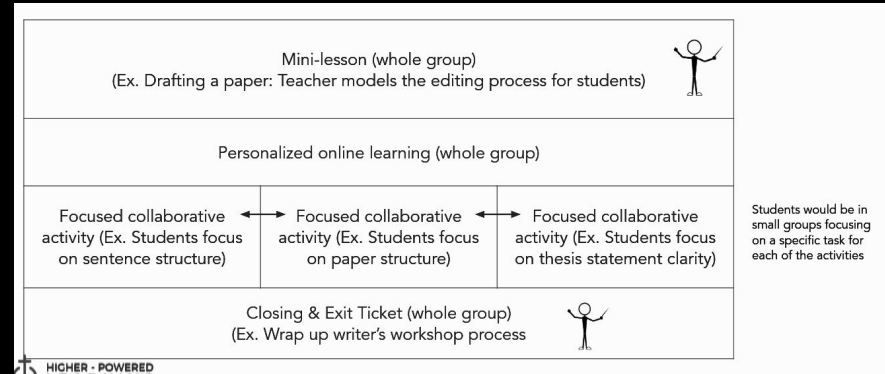 Mini-lesson (whole group)
(Ex. Drafting a paper: Teacher models the editing process for students)
Personalized online learning (whole group)
Focused collaborative
activity (Ex. Students focus
on sentence structure)
Focused collaborative
activity (Ex. Students focus
on paper structure)
Focused collaborative
activity (Ex. Students focus
on thesis statement clarity)
Students would be in
small groups focusing
on a specific task for
each of the activities
Closing & Exit Ticket (whole group)
(Ex. Wrap up writer's workshop process
HIGHER - POWERED